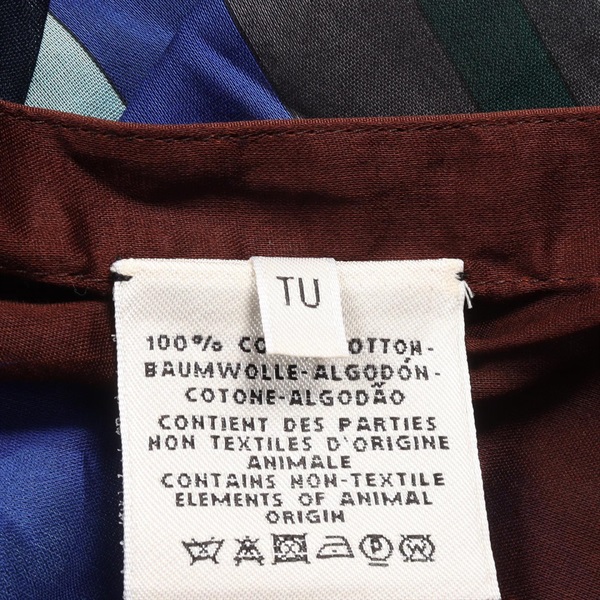 TU
100% CO OTTON-
BAUMWOLLE-ALGODÓN-
COTONE-ALGODÃO
CONTIENT DES PARTIES
NON TEXTILES D'ORIGINE
ANIMALE
CONTAINS NON-TEXTILE
ELEMENTS OF ANIMAL
ORIGIN